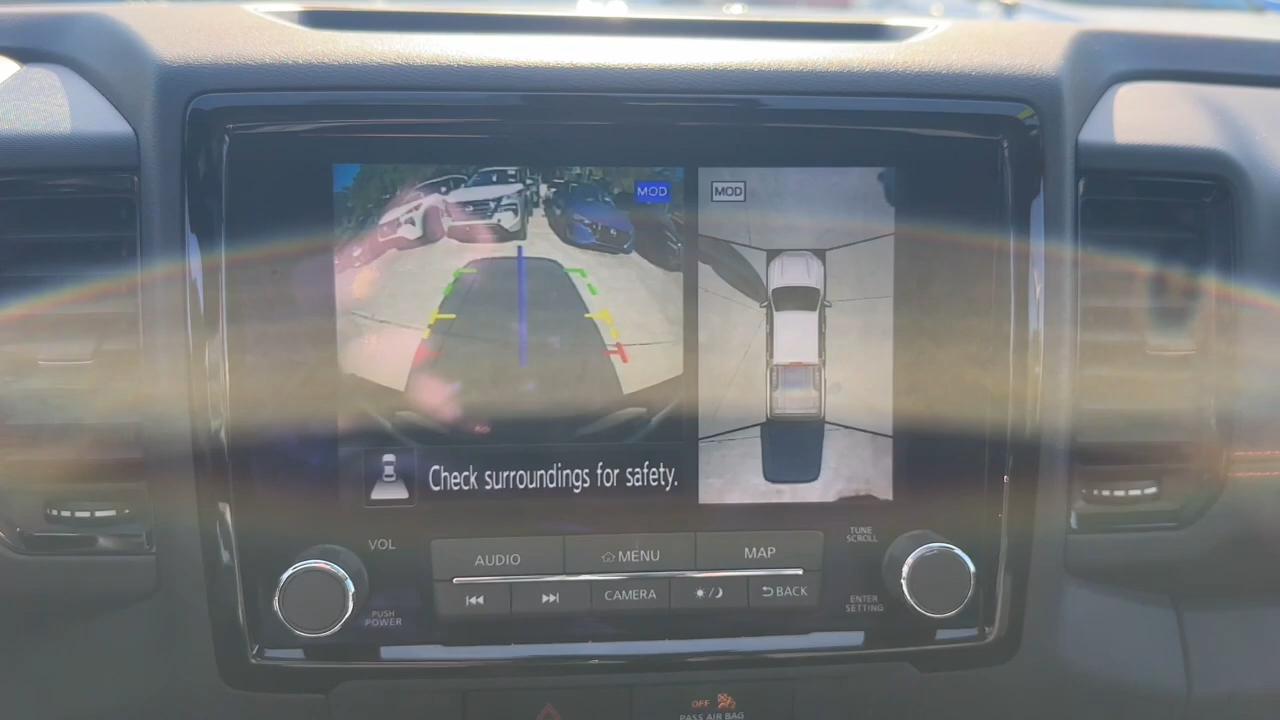 MOD
MOD
Check surroundings for safety.
VOL
AUDIO
MENU
MAP
TUNE
SCROLL
CAMERA
BACK
PUSH
POWER
ENTER
SETTING
OFF
PASS AIR BAG